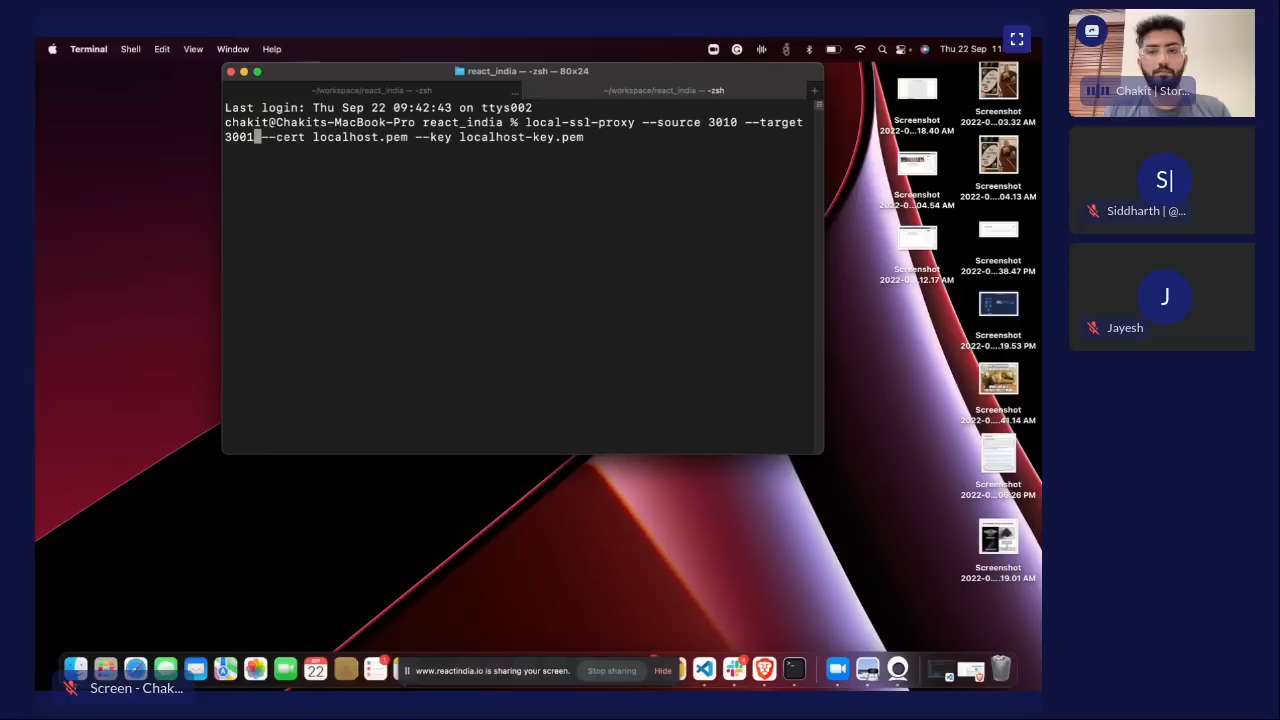 Terminal Shell Edit View Window Help
Thu 22 Sep
react_india — -zsh — 80x24
~/workspace/react_india — -zsh
...
~/workspace/react_india — -zsh
Last login: Thu Sep 22 09:42:43 on ttys002
chakit@Chakits-MacBook-Pro react_india % local-ssl-proxy --source 3010 --target
3001 --cert localhost.pem --key localhost-key.pem
Screenshot
2022-0...18.40 AM
Screenshot
2022-0....03.32 AM
Screenshot
2022-0....04.54 AM
Screenshot
2022-0....04.13 AM
Screenshot
2022-0....12.17 AM
Screenshot
2022-0...38.47 PM
Screenshot
2022-0....19.53 PM
Screenshot
2022-0....41.14 AM
Screenshot
2022-0...06.26 PM
Screenshot
2022-0....19.01 AM
SEP
22
www.reactindia.io is sharing your screen.
Stop sharing
Hide
Screen - Chak...
Chakit | Stor...
S|
Siddharth | @...
J
Jayesh